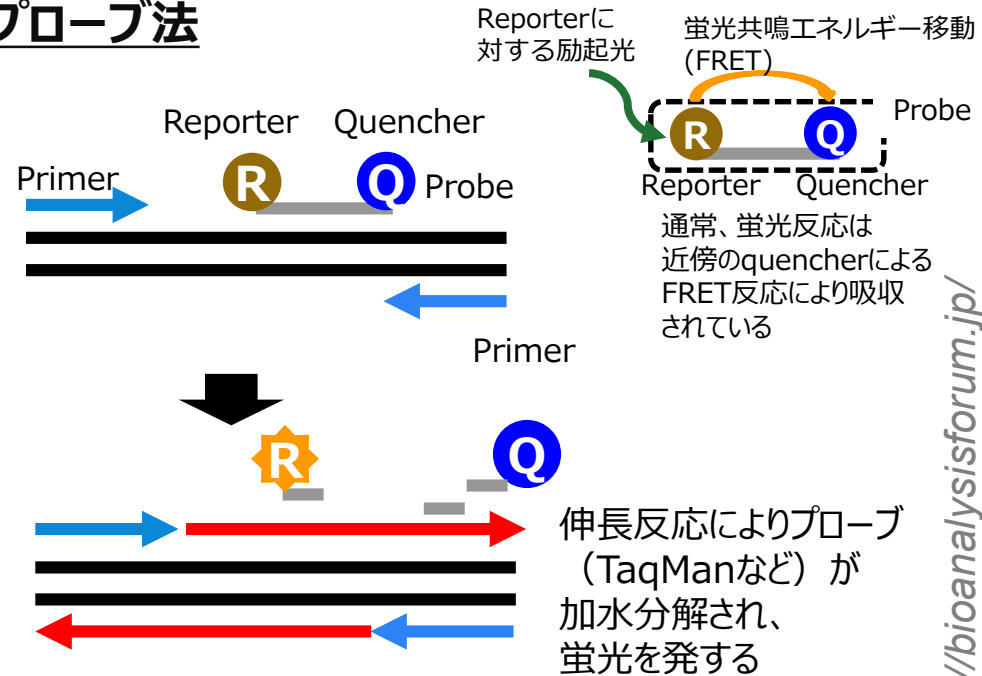 プローブ法
Reporterに
対する励起光
蛍光共鳴エネルギー移動
(FRET)
R
Q
Probe
Reporter
Quencher
通常、蛍光反応は
近傍のquencherによる
FRET反応により吸収
されている
Reporter
Quencher
Primer
R
Q
Probe
Primer
R
Q
伸長反応によりプローブ
（TaqManなど）が
加水分解され、
蛍光を発する
//bioanalysisforum.jp/